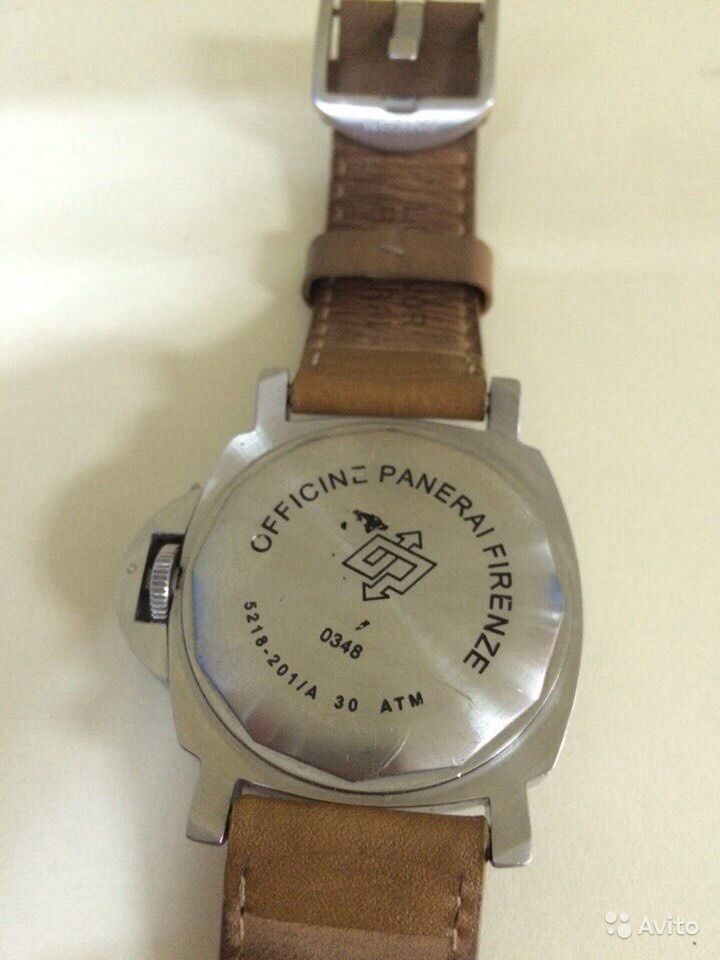 OFFICINE PANERAI FIRENZE
0348
5218-201/A 30 ATM
Avito